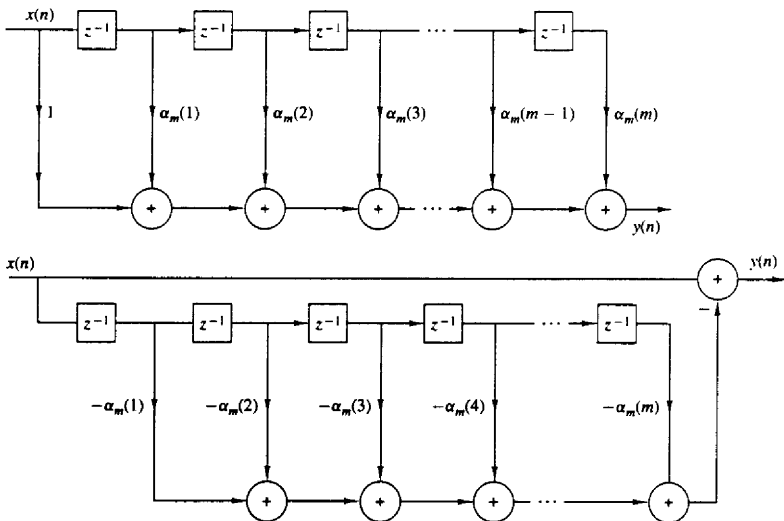 x(n)
z⁻¹ z⁻¹ z⁻¹ ... z⁻¹
1 αₘ(1) αₘ(2) αₘ(3) αₘ(m − 1) αₘ(m)
+ + + ... + +
y(n)
x(n) y(n)
+
z⁻¹ z⁻¹ z⁻¹ z⁻¹ ... z⁻¹
−
−αₘ(1) −αₘ(2) −αₘ(3) −αₘ(4) −αₘ(m)
+ + + ... +